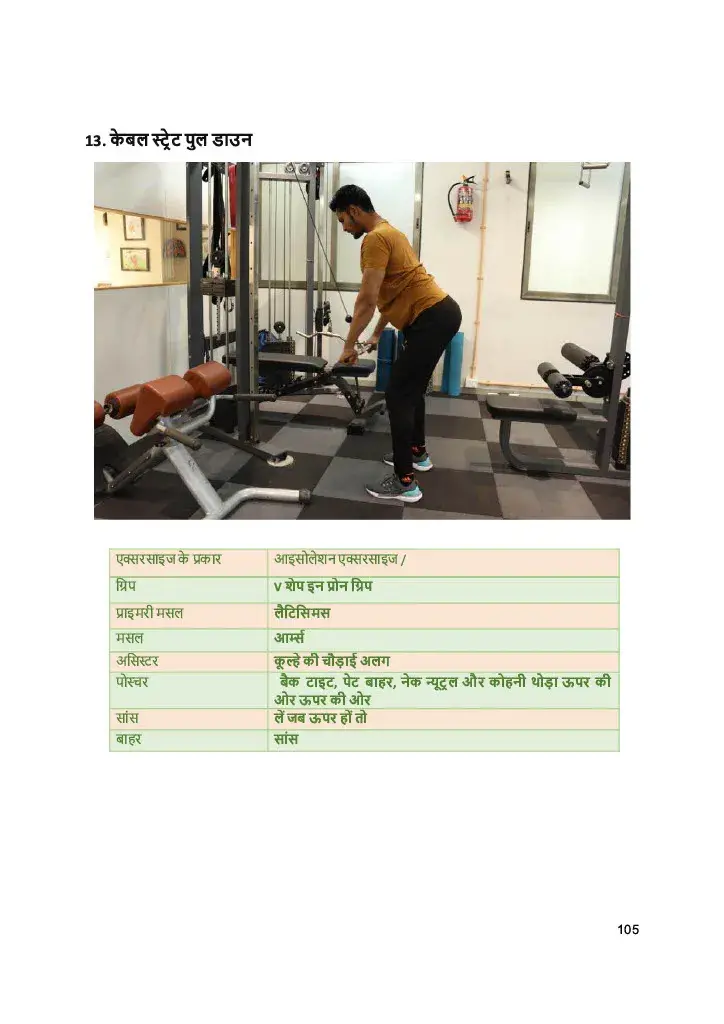 13. केबल स्ट्रेट पुल डाउन
एक्सरसाइज के प्रकार आइसोलेशन एक्सरसाइज /
ग्रिप V शेप इन प्रोन ग्रिप
प्राइमरी मसल लैटिसिमस
मसल आर्म्स
असिस्टर कूल्हे की चौड़ाई अलग
पोस्चर बैक टाइट, पेट बाहर, नेक न्यूट्रल और कोहनी थोड़ा ऊपर की
ओर ऊपर की ओर
सांस लें जब ऊपर हों तो
बाहर सांस
105